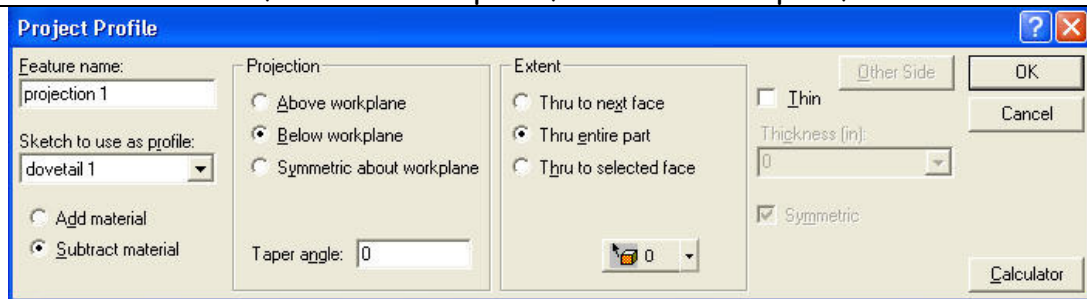 Project Profile
Feature name:
projection 1
Sketch to use as profile:
dovetail 1
Add material
Subtract material
Projection
Above workplane
Below workplane
Symmetric about workplane
Taper angle: 0
Extent
Thru to next face
Thru entire part
Thru to selected face
0
Other Side
Thin
Thickness (in):
0
Symmetric
OK
Cancel
Calculator